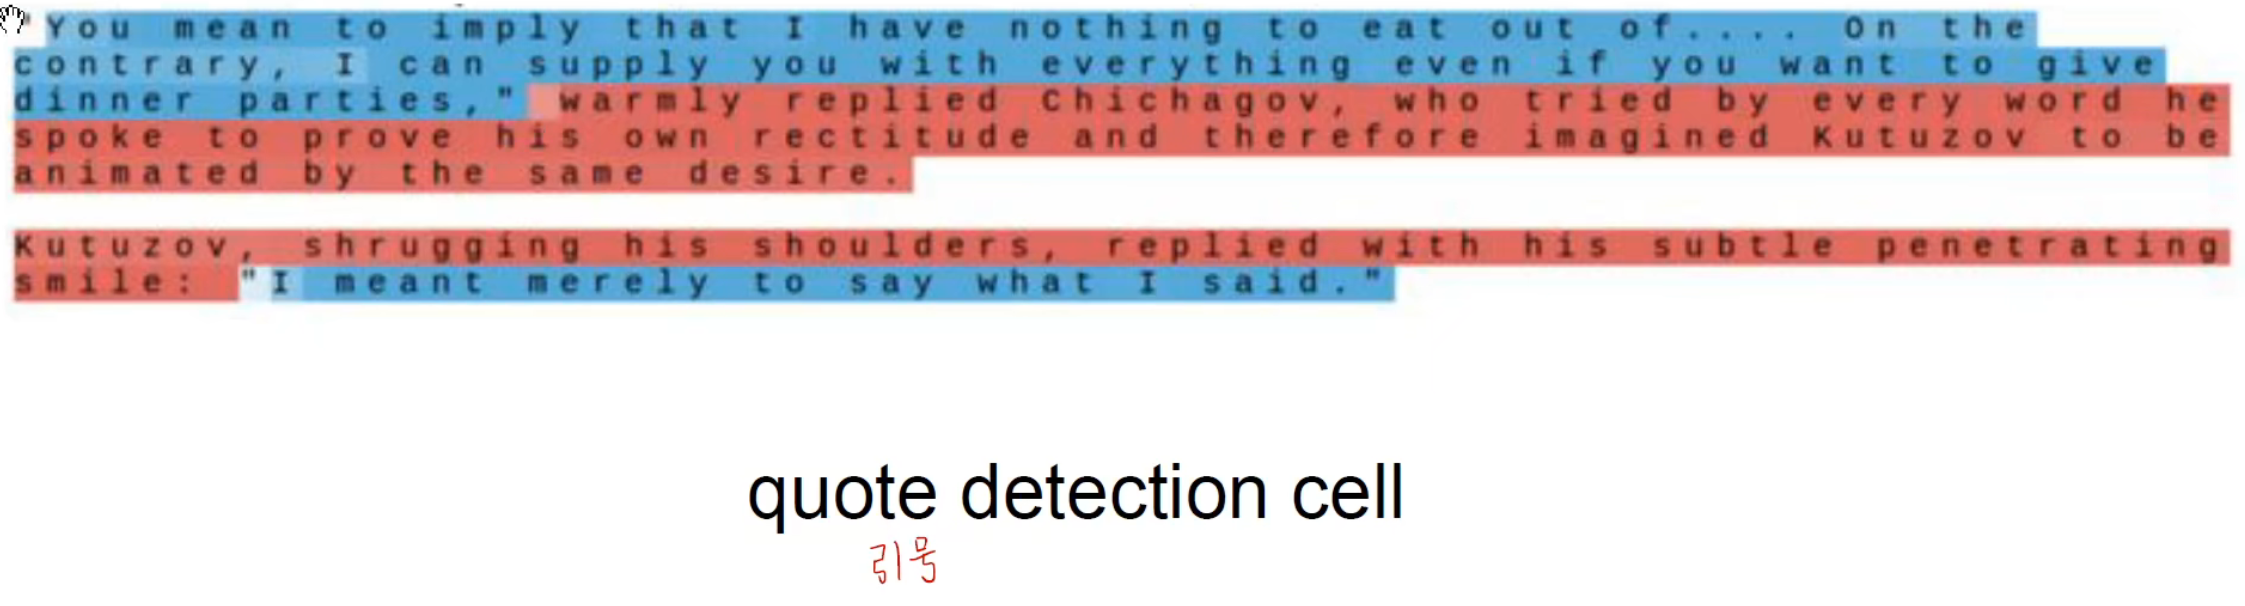 "You mean to imply that I have nothing to eat out of.... On the
contrary, I can supply you with everything even if you want to give
dinner parties," warmly replied Chichagov, who tried by every word he
spoke to prove his own rectitude and therefore imagined Kutuzov to be
animated by the same desire.
Kutuzov, shrugging his shoulders, replied with his subtle penetrating
smile: "I meant merely to say what I said."
quote detection cell
引号